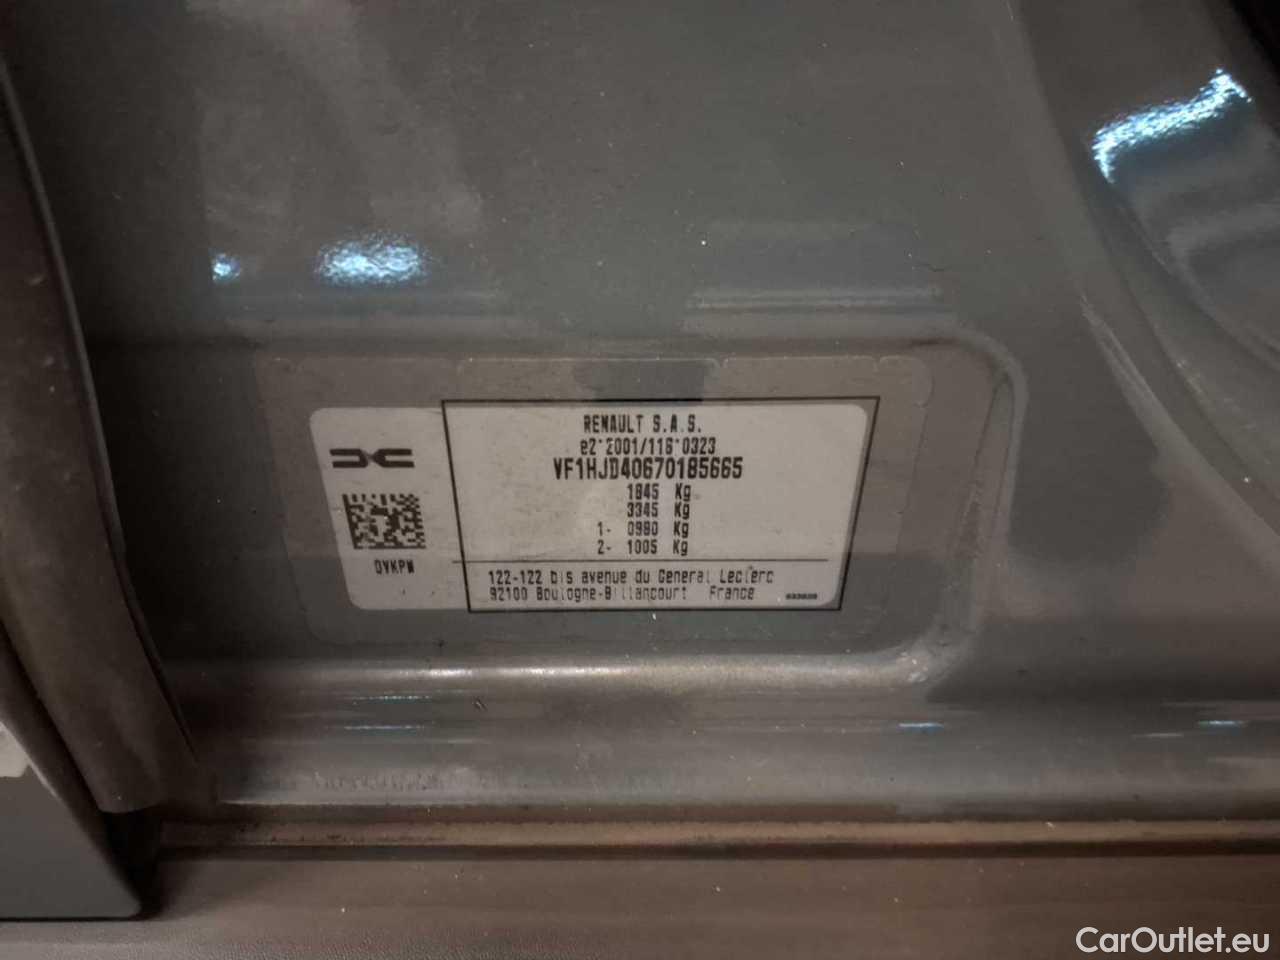 RENAULT S.A.S.
e2*2001/116*0323
VF1HJD40670185665
1845 Kg
3345 Kg
1- 0980 Kg
2- 1005 Kg
QVKPW
122-122 bis avenue du General Leclerc
92100 Boulogne-Billancourt France
CarOutlet.eu